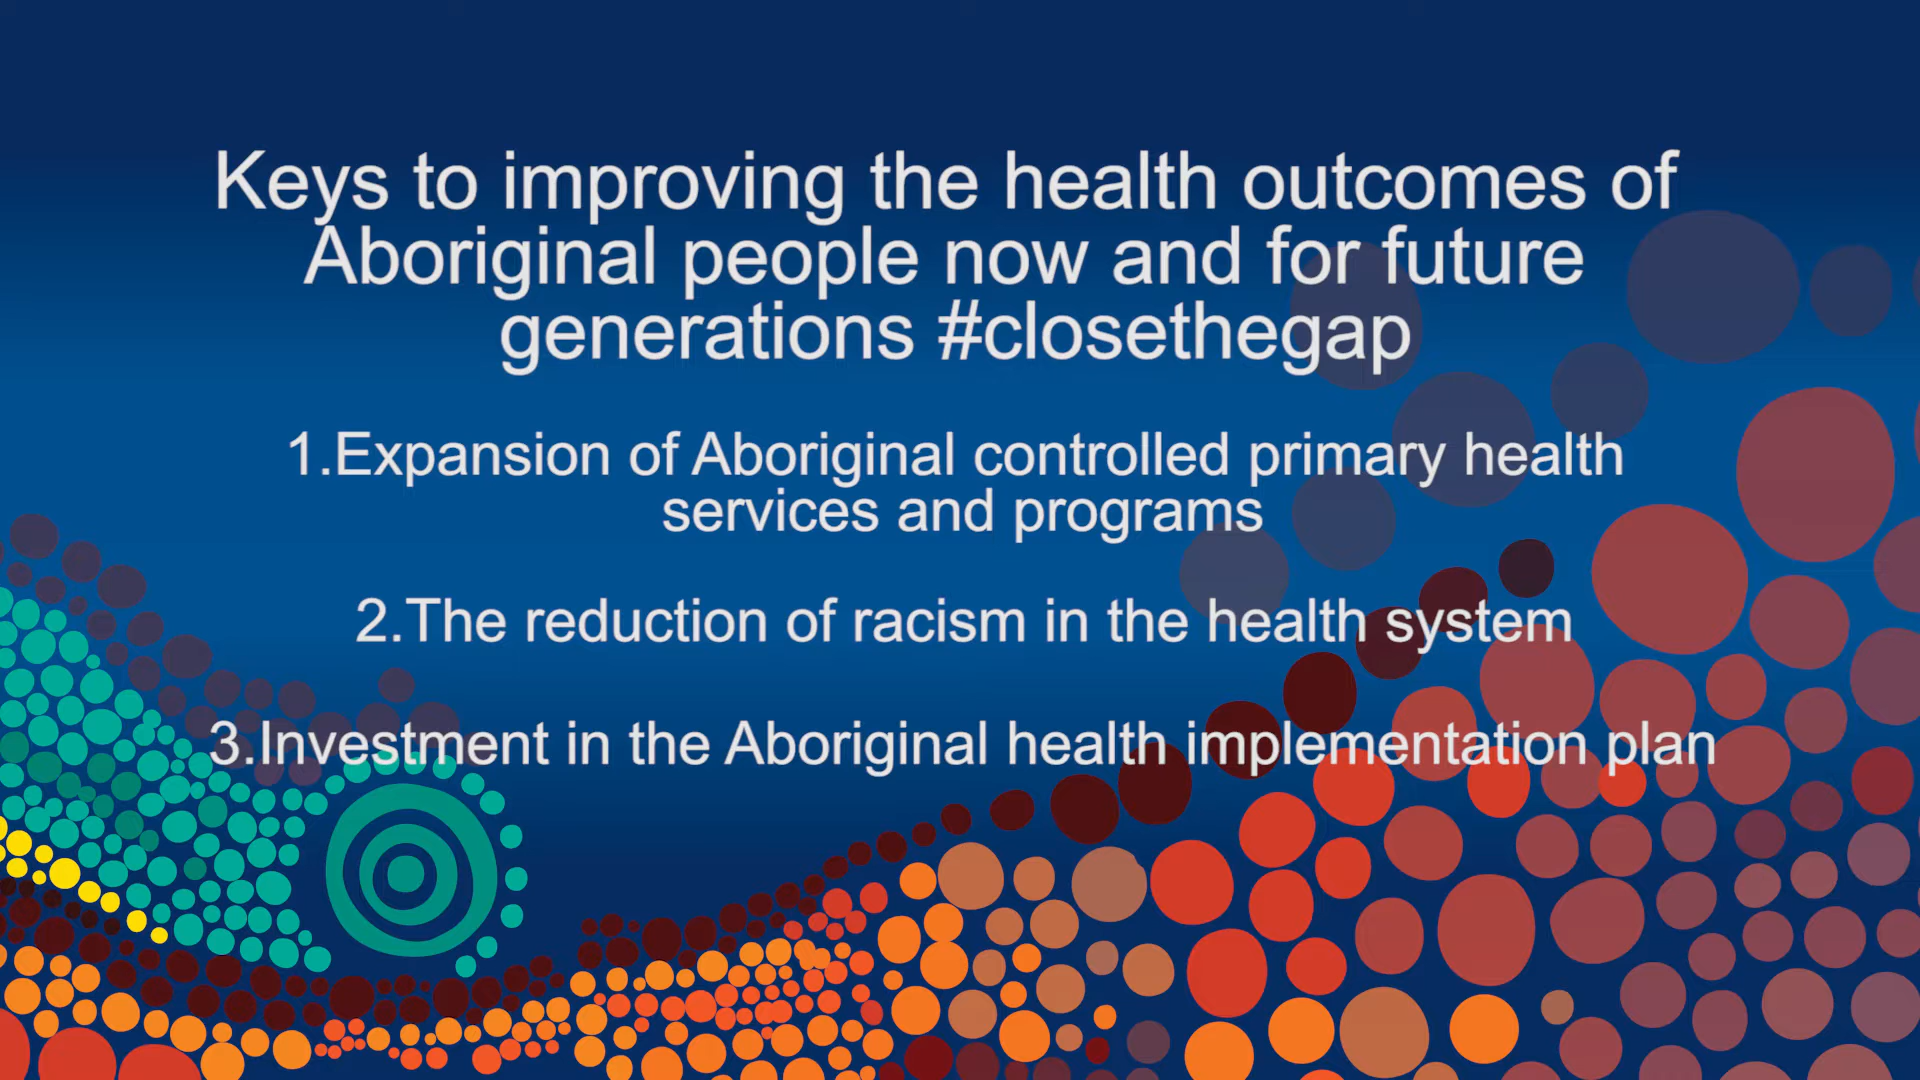 Keys to improving the health outcomes of
Aboriginal people now and for future
generations #closethegap
1.Expansion of Aboriginal controlled primary health
services and programs
2.The reduction of racism in the health system
3.Investment in the Aboriginal health implementation plan